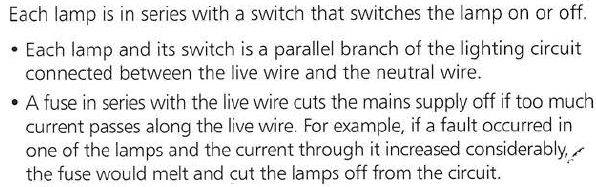 Each lamp is in series with a switch that switches the lamp on or off.
• Each lamp and its switch is a parallel branch of the lighting circuit
connected between the live wire and the neutral wire.
• A fuse in series with the live wire cuts the mains supply off if too much
current passes along the live wire. For example, if a fault occurred in
one of the lamps and the current through it increased considerably,
the fuse would melt and cut the lamps off from the circuit.